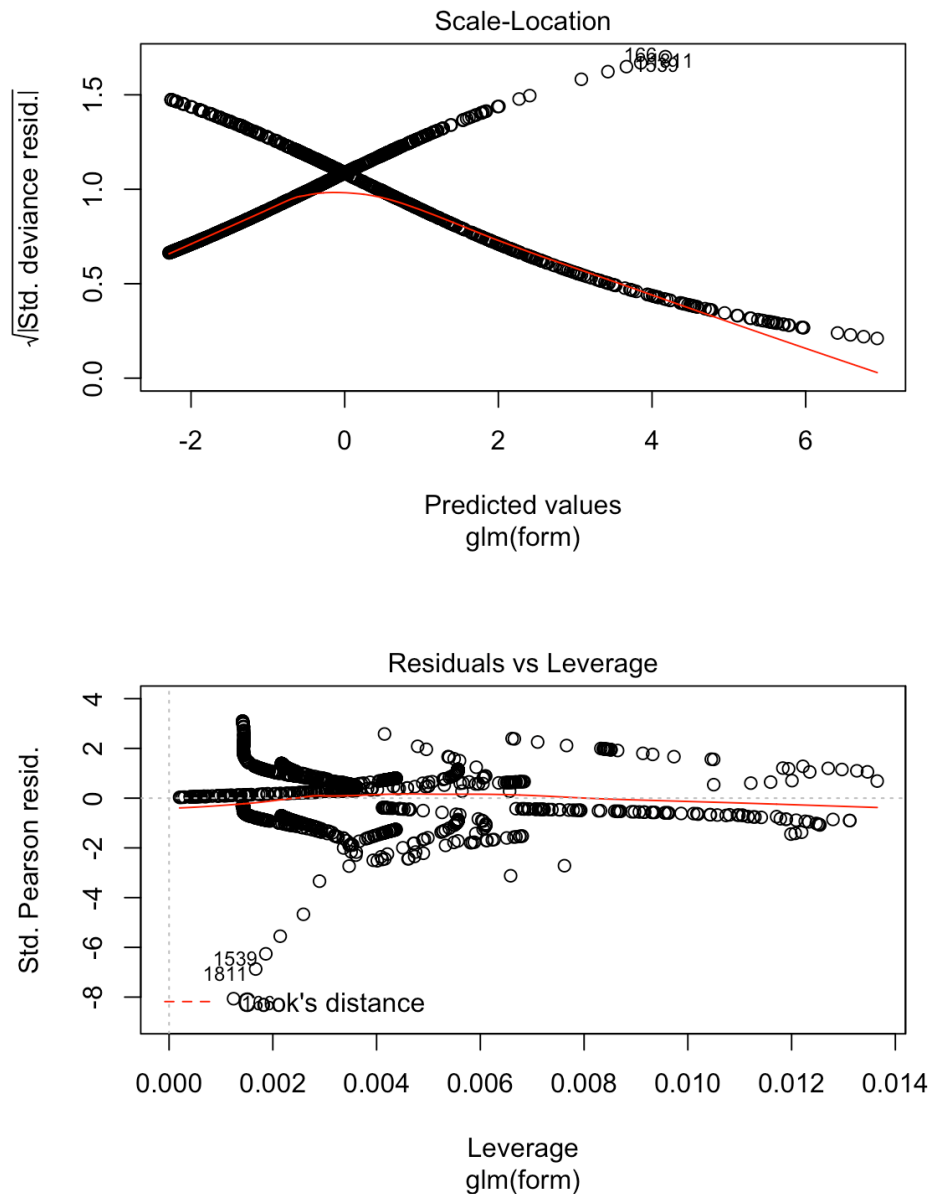 Scale-Location
√|Std. deviance resid.|
1.5
1.0
0.5
0.0
1811
1539
-2 0 2 4 6
Predicted values
glm(form)
Residuals vs Leverage
Std. Pearson resid.
4
2
0
-2
-4
-6
-8
1539
1811
Cook's distance
0.000 0.002 0.004 0.006 0.008 0.010 0.012 0.014
Leverage
glm(form)